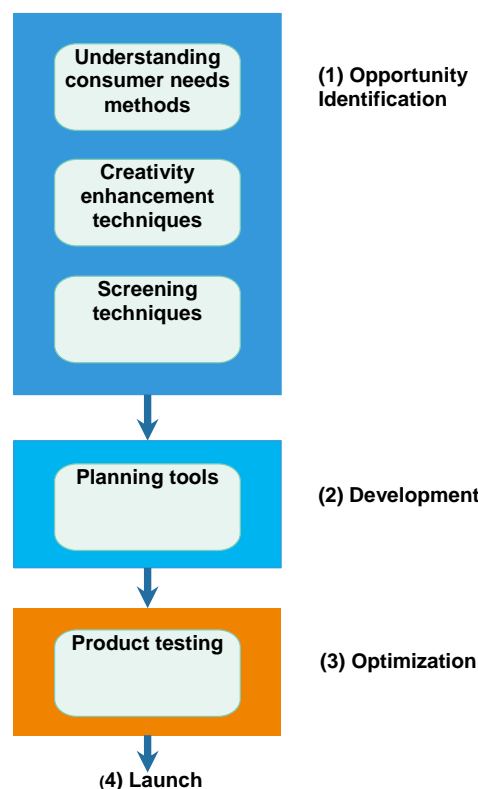 Understanding
consumer needs
methods
(1) Opportunity
Identification
Creativity
enhancement
techniques
Screening
techniques
Planning tools
(2) Development
Product testing
(3) Optimization
(4) Launch